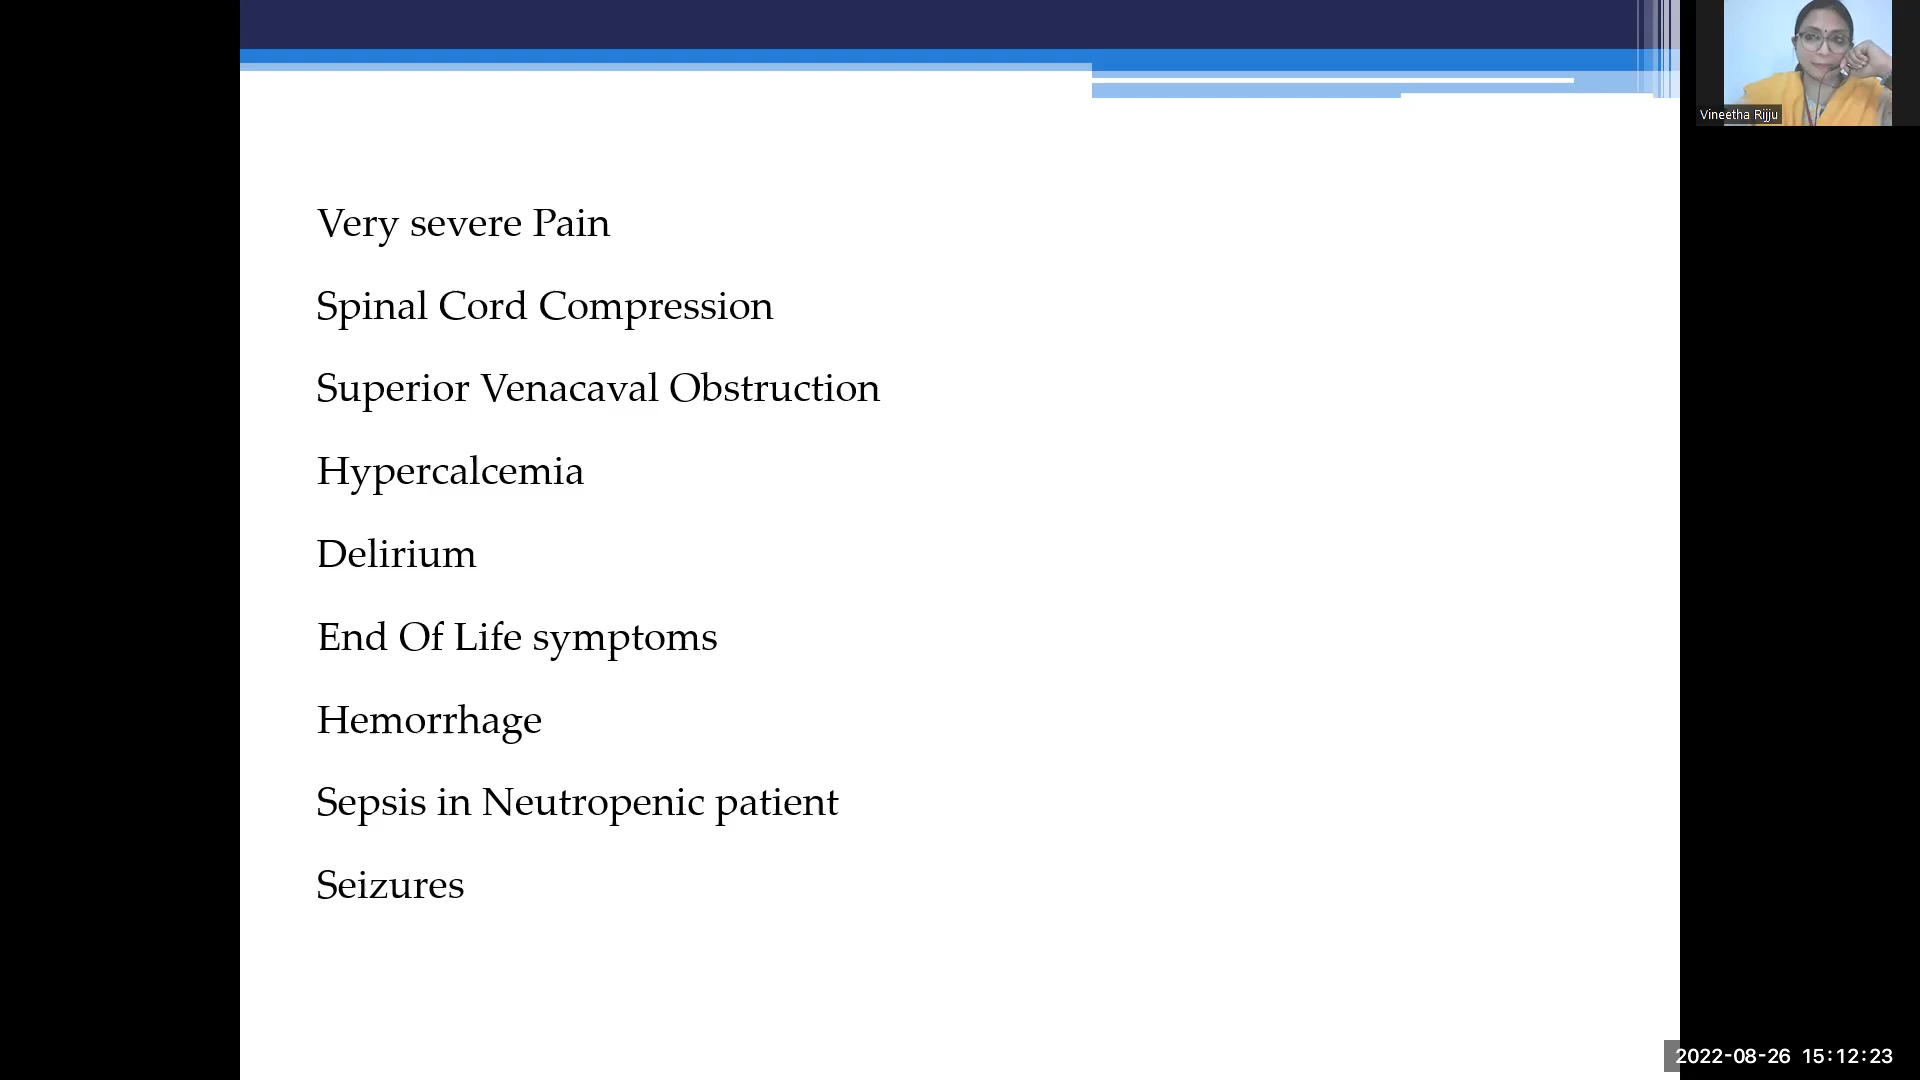 Vineetha Rijju
Very severe Pain
Spinal Cord Compression
Superior Venacaval Obstruction
Hypercalcemia
Delirium
End Of Life symptoms
Hemorrhage
Sepsis in Neutropenic patient
Seizures
2022-08-26 15:12:23